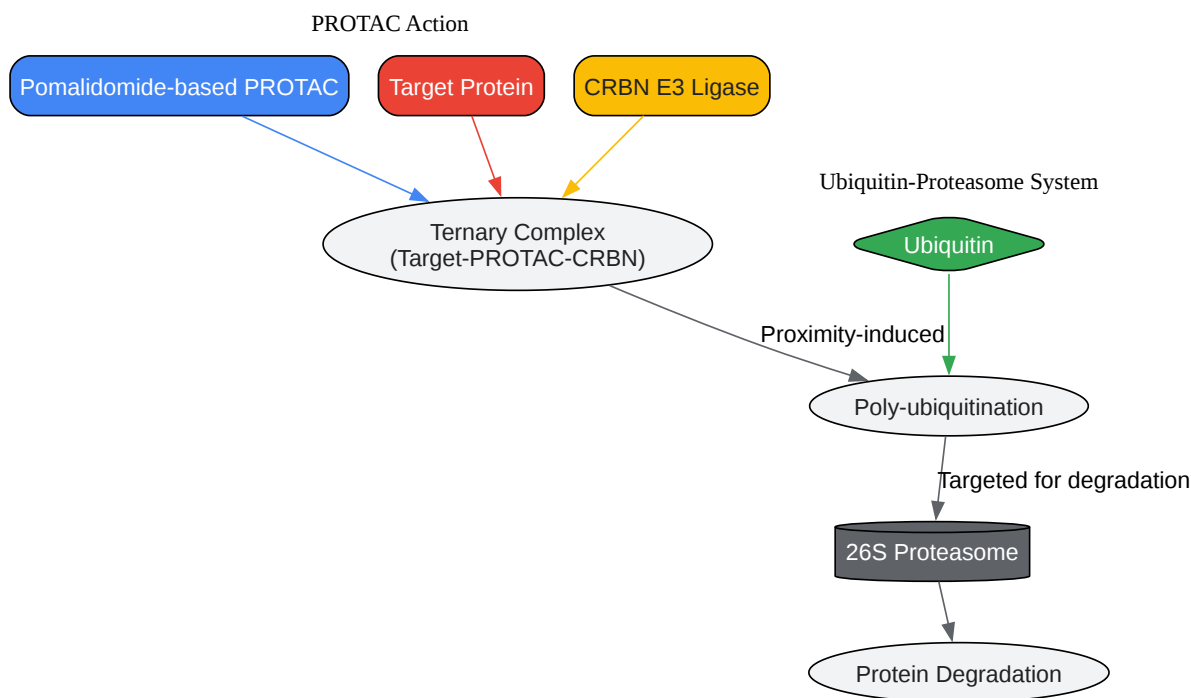 PROTAC Action
Pomalidomide-based PROTAC
Target Protein
CRBN E3 Ligase
Ubiquitin-Proteasome System
Ternary Complex
(Target-PROTAC-CRBN)
Ubiquitin
Proximity-induced
Poly-ubiquitination
Targeted for degradation
26S Proteasome
Protein Degradation